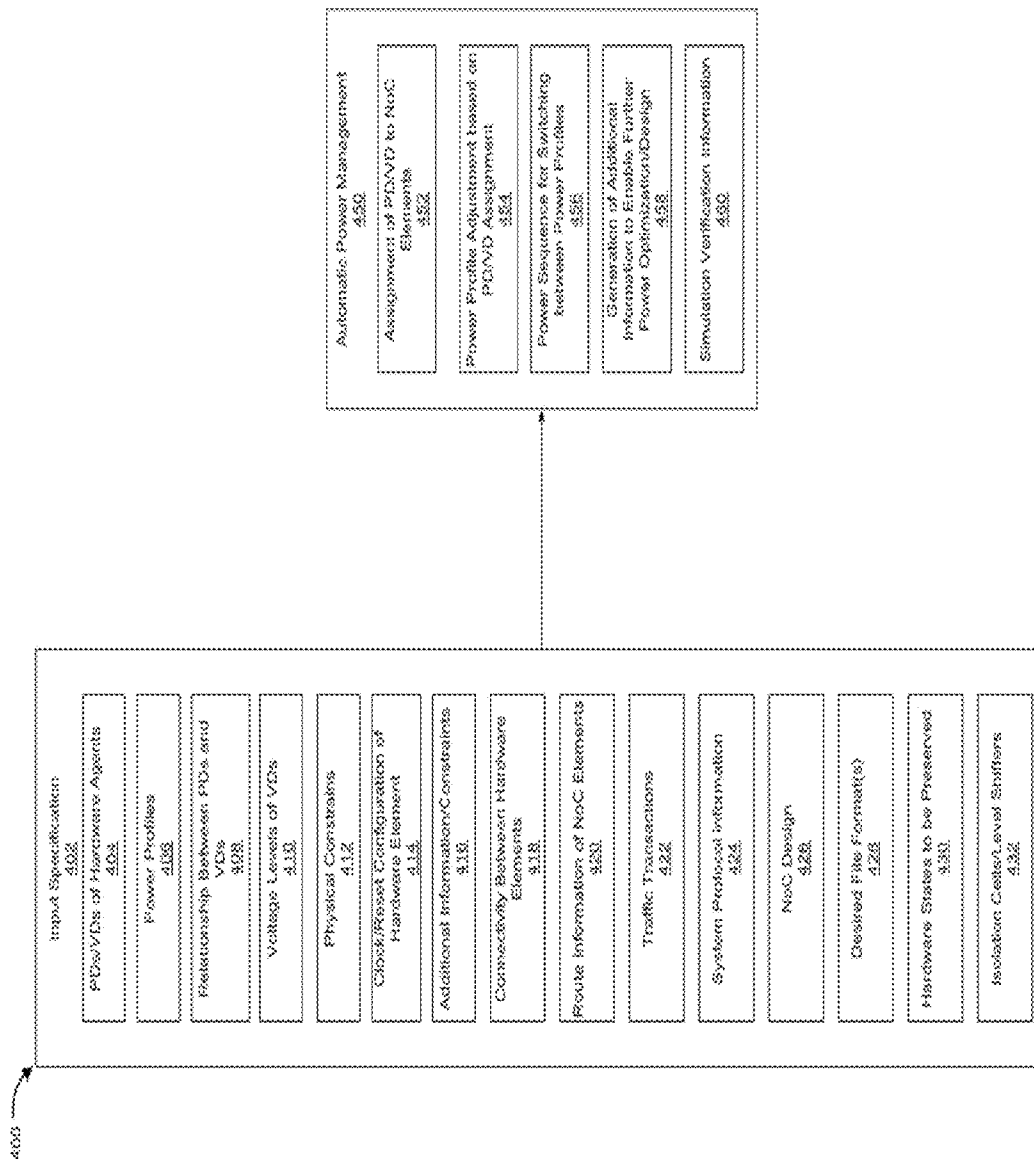 400
Input Specification
402
PDs/VDs of Hardware Agents
404
Power Profiles
406
Relationship Between PDs and
VDs
408
Voltage Levels of VDs
410
Physical Constrains
412
Clock/Reset Configuration of
Hardware Element
414
Additional Information/Constraints
416
Connectivity Between Hardware
Elements
418
Route Information of NoC Elements
420
Traffic Transactions
422
System Protocol Information
424
NoC Design
426
Desired File Format(s)
428
Hardware States to be Preserved
430
Isolation Cells/Level Shifters
432
Automatic Power Management
450
Assignment of PD/VD to NoC
Elements
452
Power Profile Adjustment based on
PD/VD Assignment
454
Power Sequence for Switching
between Power Profiles
456
Generation of Additional
Information to Enable Further
Power Optimization/Design
458
Simulation Verification Information
460